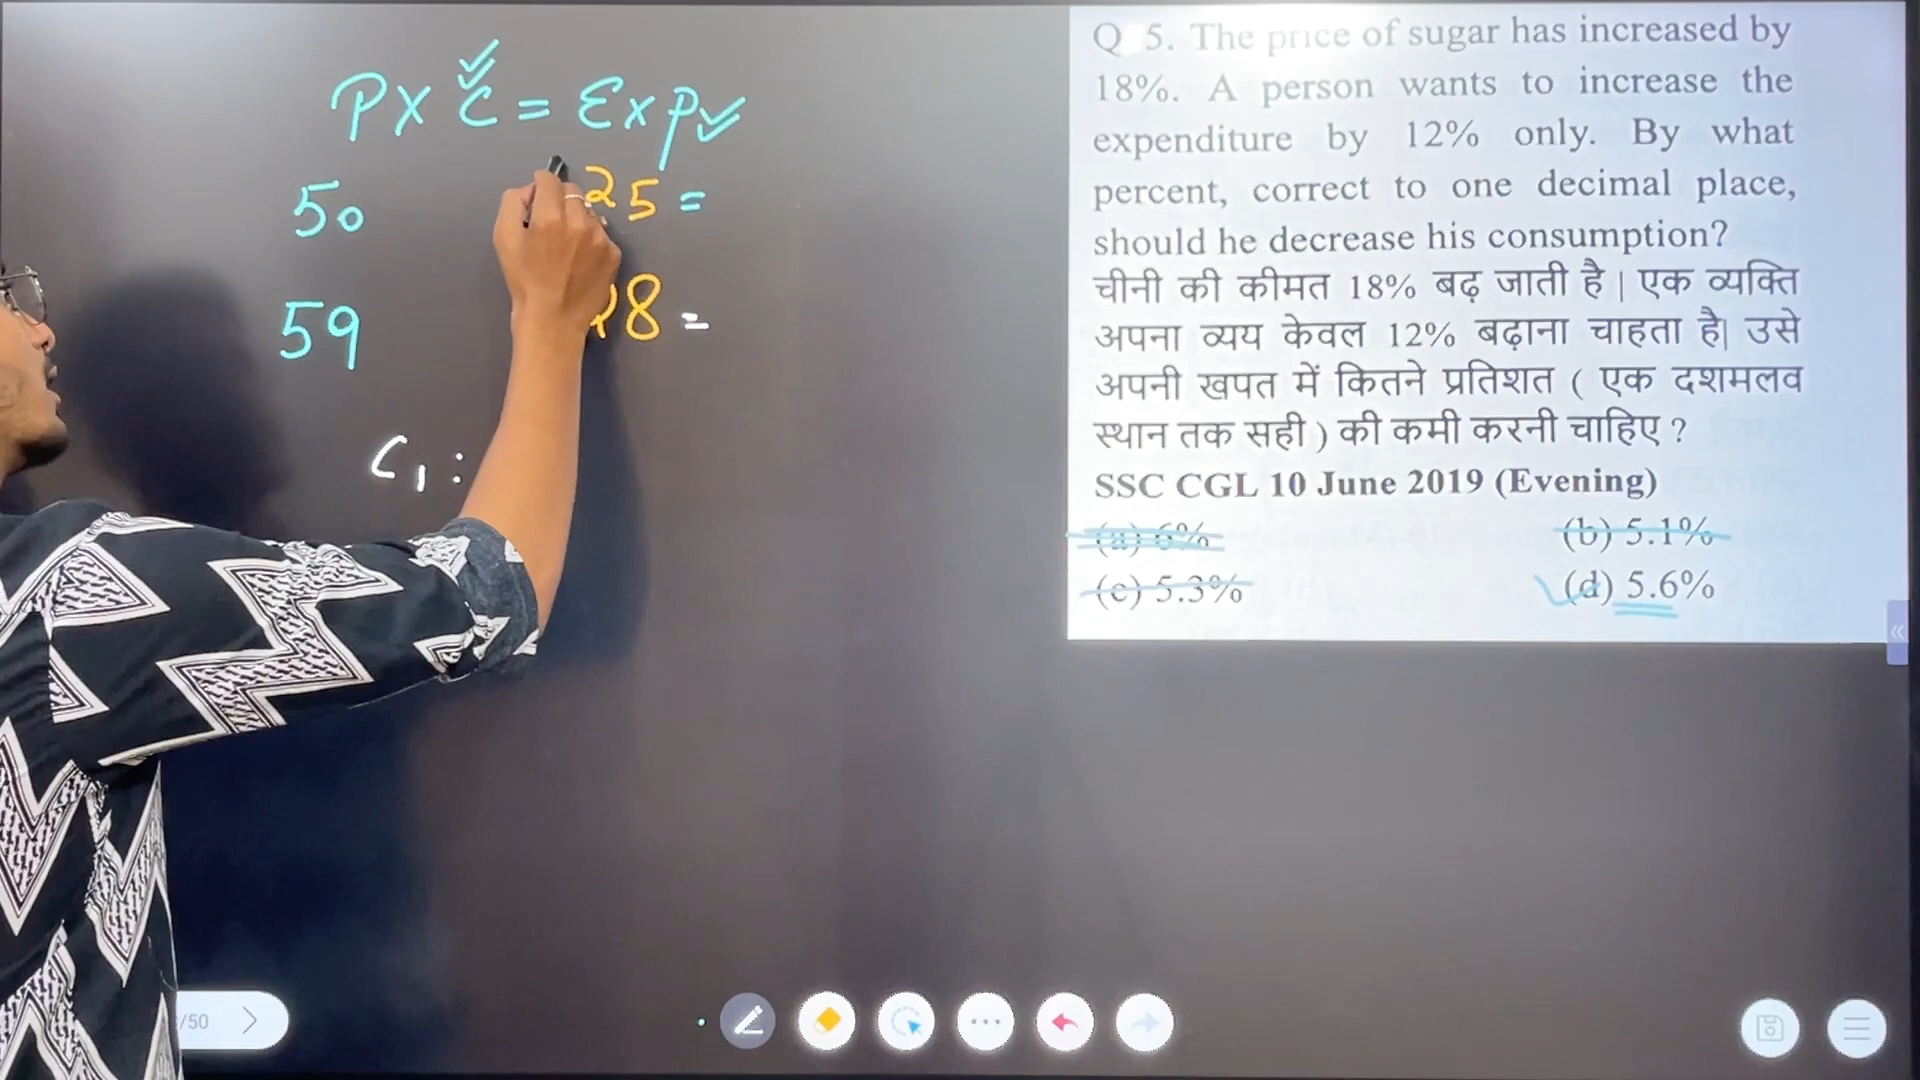 P x C = Exp
50 25 =
59 28 =
C₁ :
Q 5. The price of sugar has increased by
18%. A person wants to increase the
expenditure by 12% only. By what
percent, correct to one decimal place,
should he decrease his consumption?
चीनी की कीमत 18% बढ़ जाती है | एक व्यक्ति
अपना व्यय केवल 12% बढ़ाना चाहता है| उसे
अपनी खपत में कितने प्रतिशत ( एक दशमलव
स्थान तक सही ) की कमी करनी चाहिए ?
SSC CGL 10 June 2019 (Evening)
(a) 6% (b) 5.1%
(c) 5.3% (d) 5.6%
/50